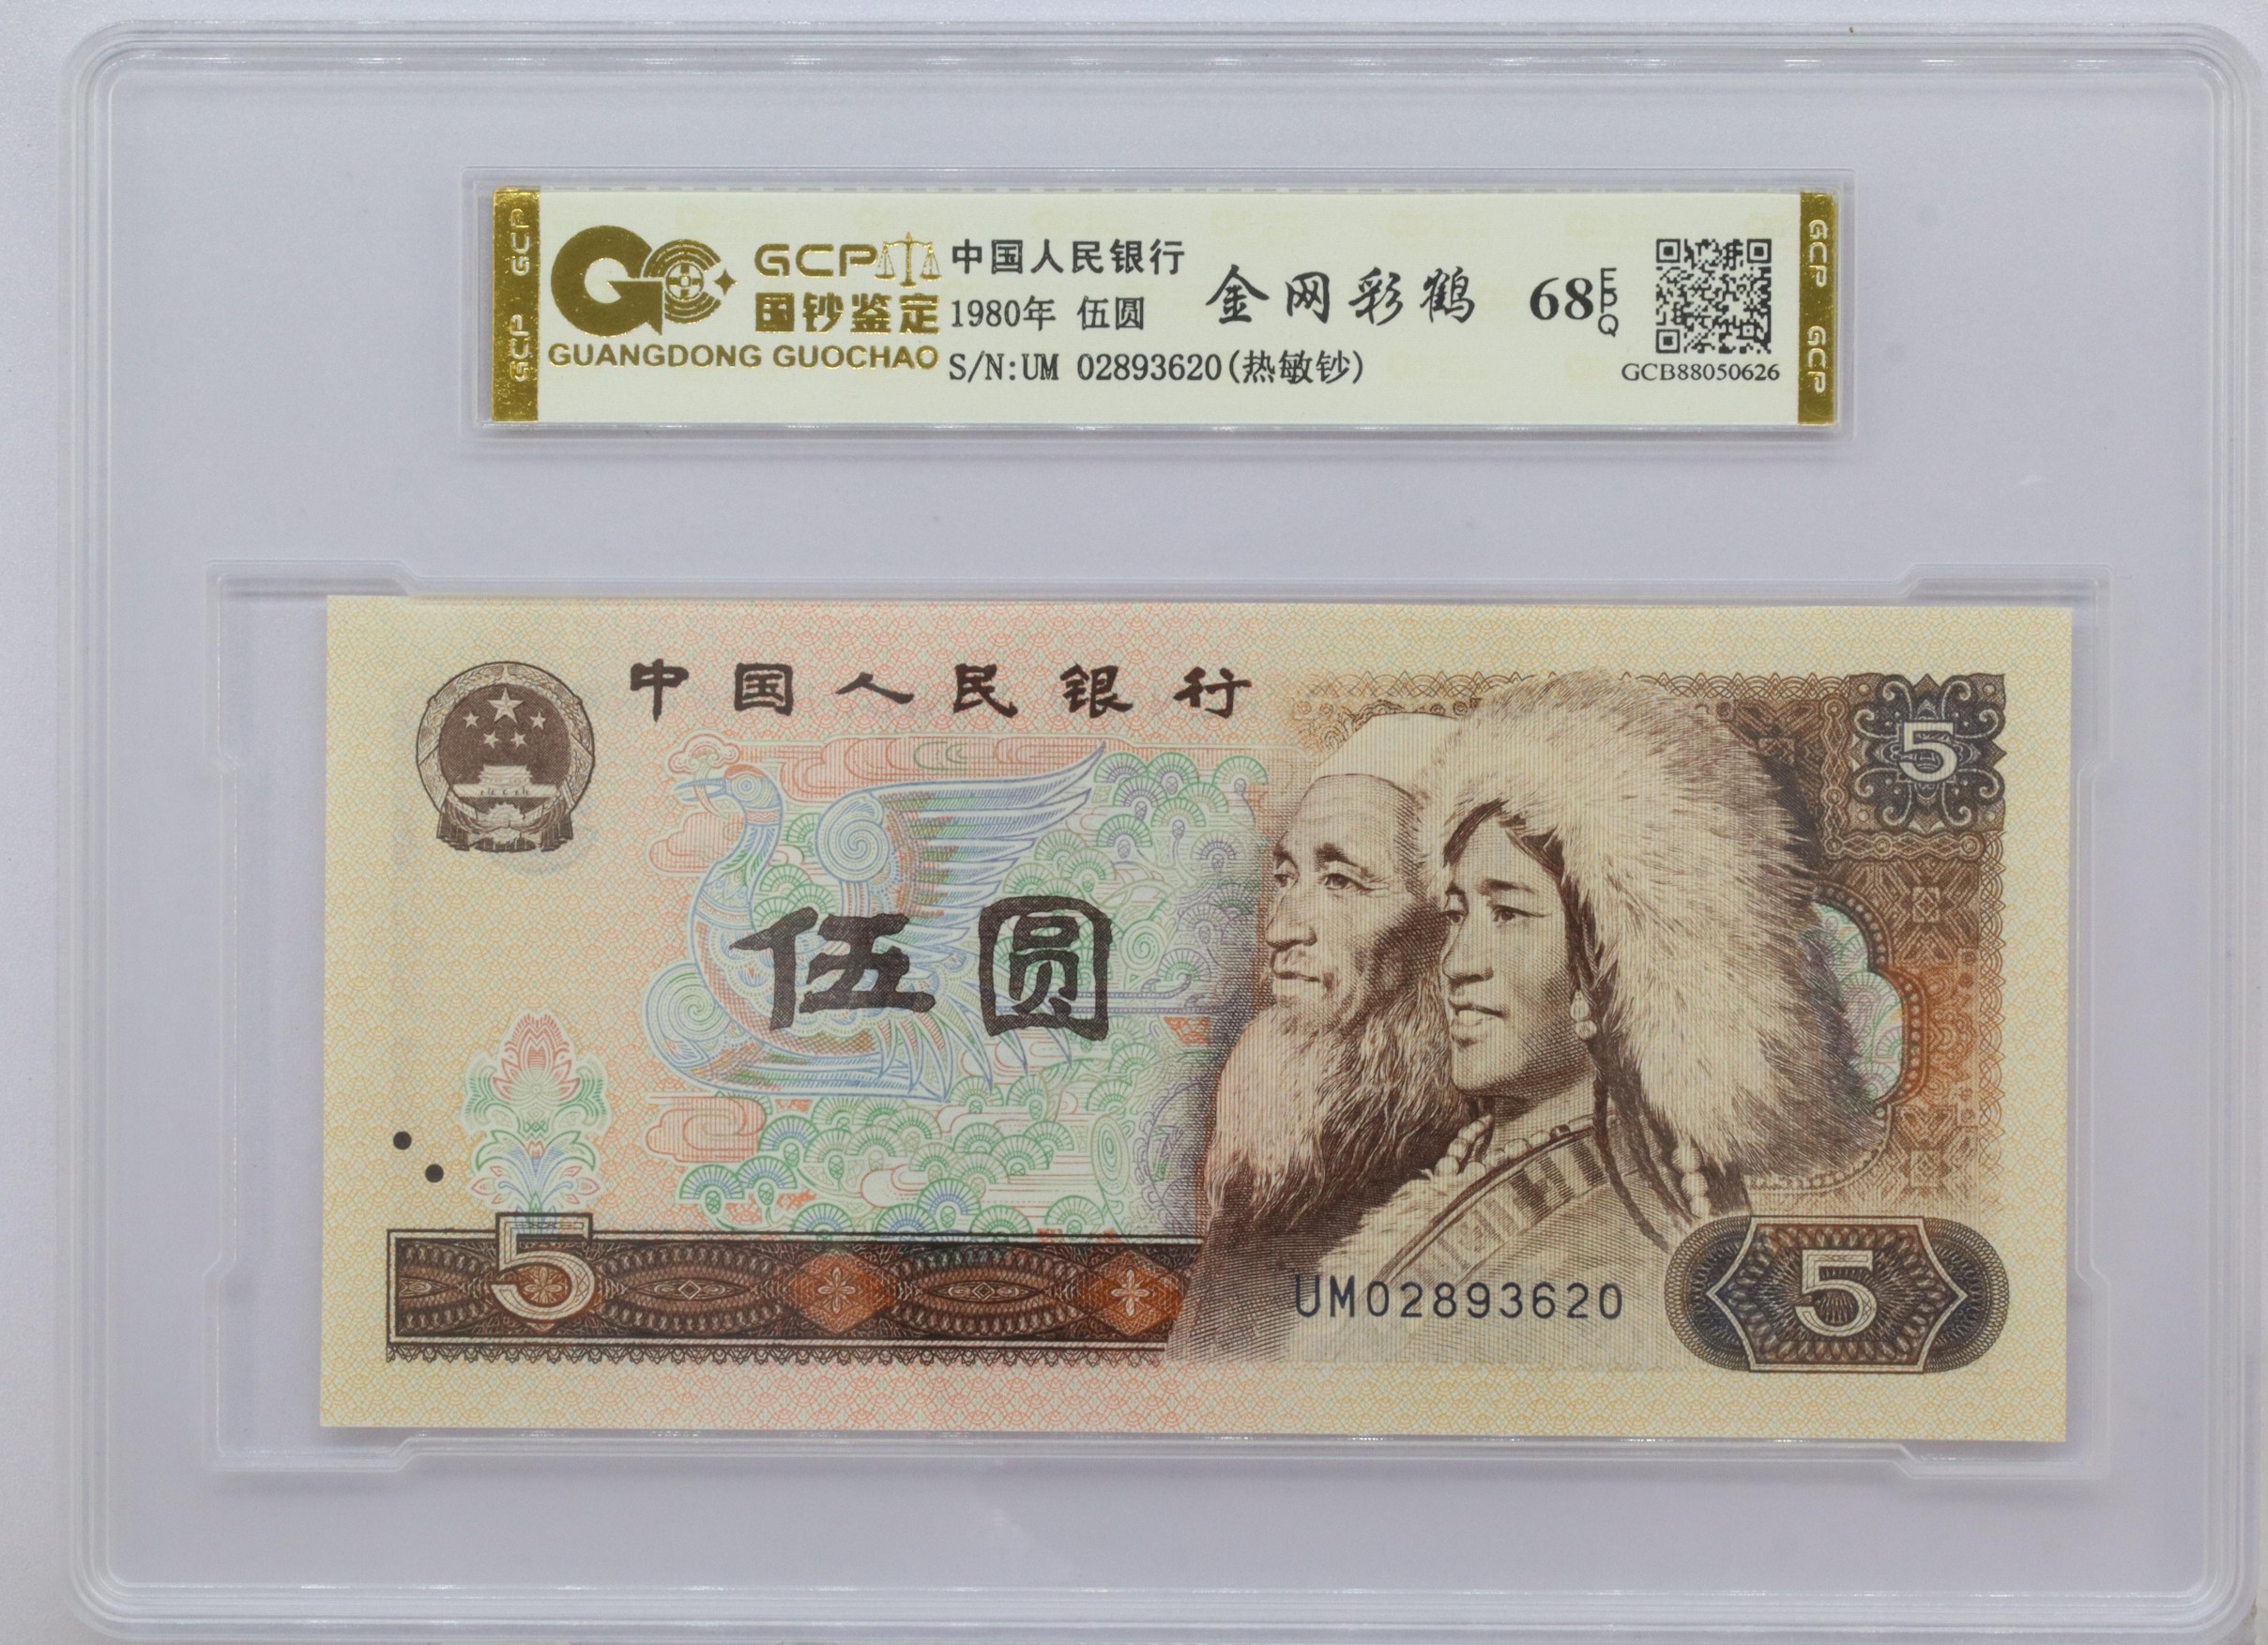 GCP GCP
GCP
国钞鉴定
GUANGDONG GUOCHAO
中国人民银行
1980年 伍圆
S/N:UM 02893620(热敏钞)
金网彩鹤
68 EPQ
GCB88050626
GCP GCP
中国人民银行
5
伍圆
5
UM02893620
5